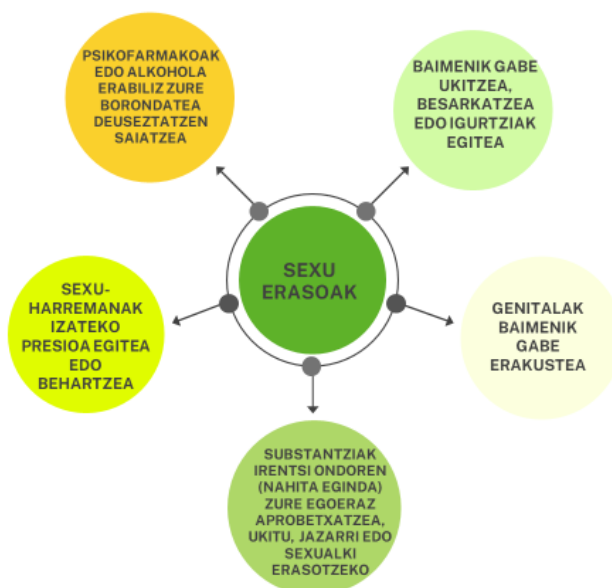 PSIKOFARMAKOAK
EDO ALKOHOLA
ERABILIZ ZURE
BORONDATEA
DEUSEZTATZEN
SAIATZEA
BAIMENIK GABE
UKITZEA,
BESARKATZEA
EDO IGURTZIAK
EGITEA
SEXU
ERASOAK
SEXU-
HARREMANAK
IZATEKO
PRESIOA EGITEA
EDO
BEHARTZEA
GENITALAK
BAIMENIK
GABE
ERAKUSTEA
SUBSTANTZIAK
IRENTSI ONDOREN
(NAHITA EGINDA)
ZURE EGOERAZ
APROBETXATZEA,
UKITU, JAZARRI EDO
SEXUALKI
ERASOTZEKO